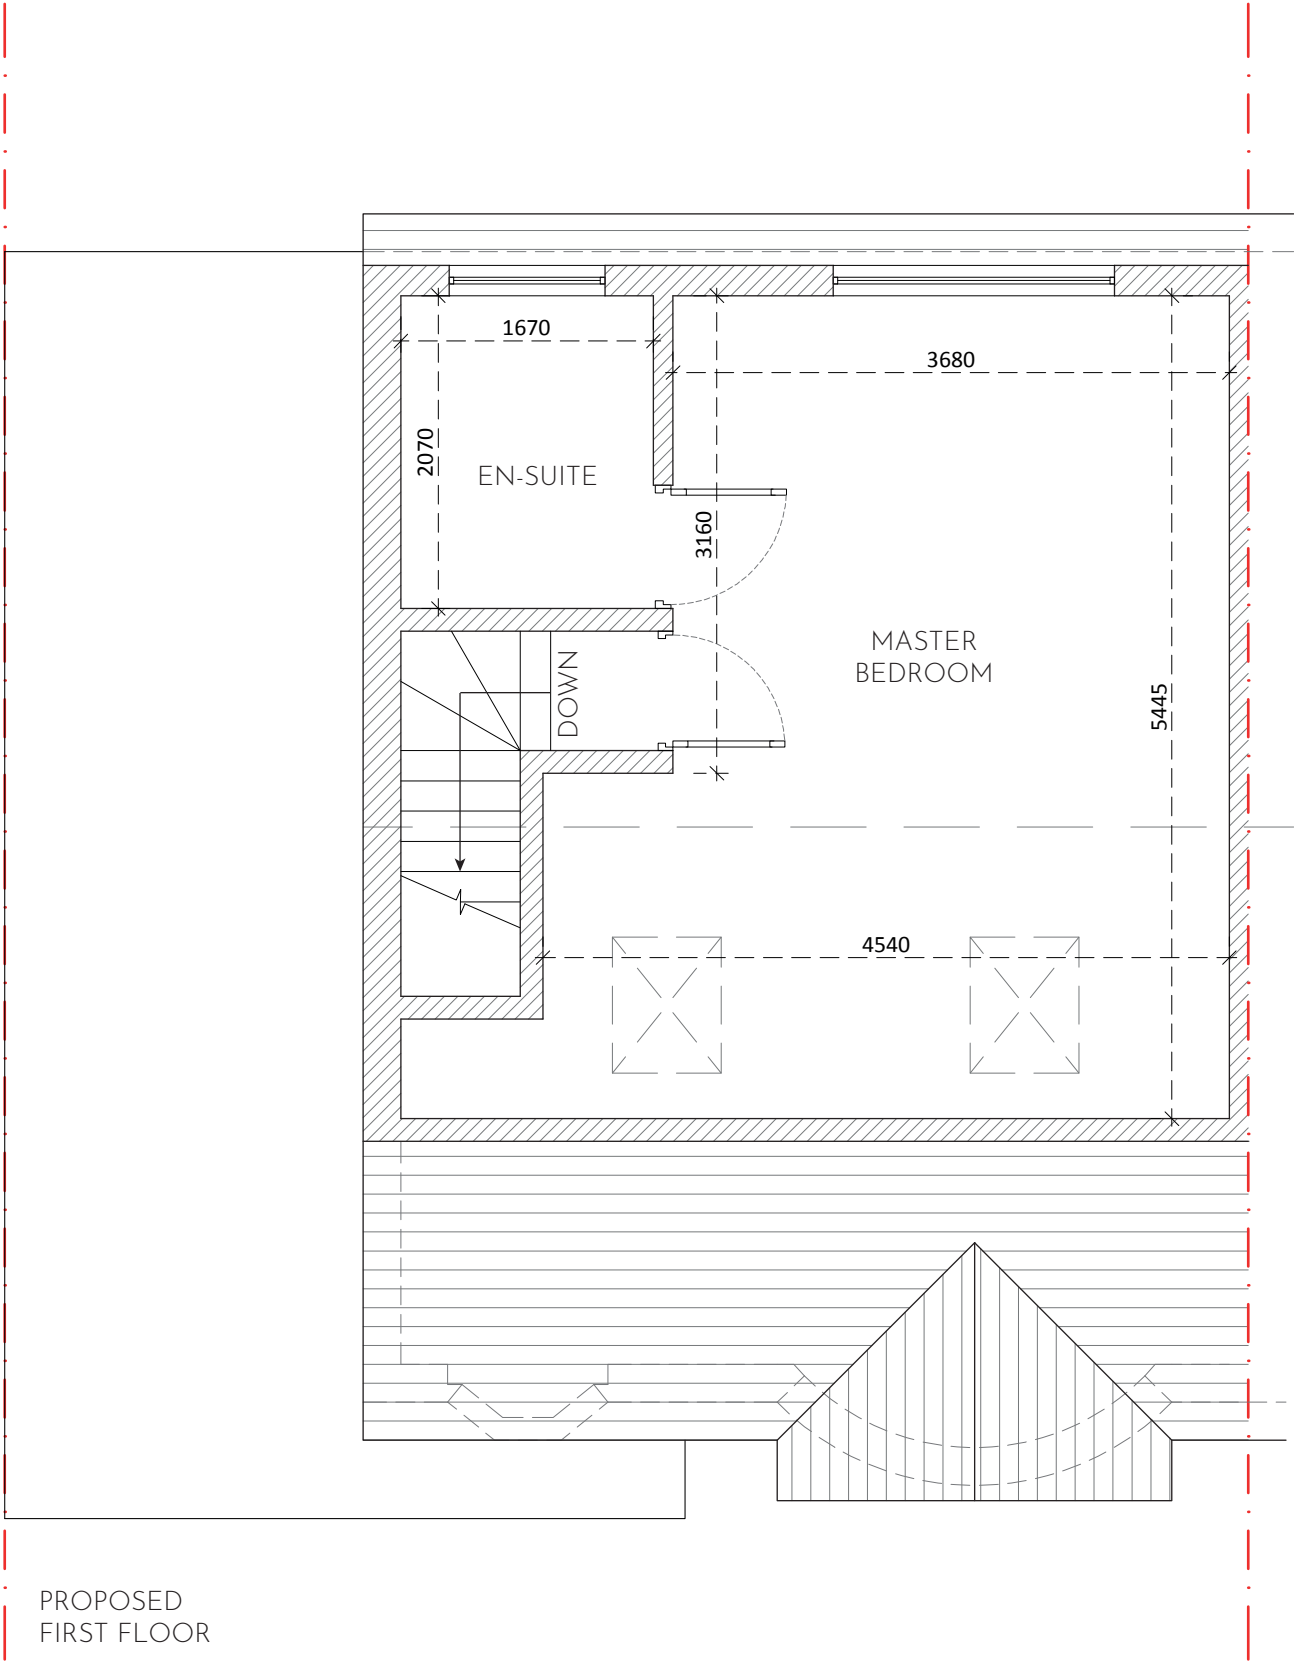 1670
3680
2070
EN-SUITE
3160
MASTER
BEDROOM
DOWN
5445
4540
PROPOSED
FIRST FLOOR